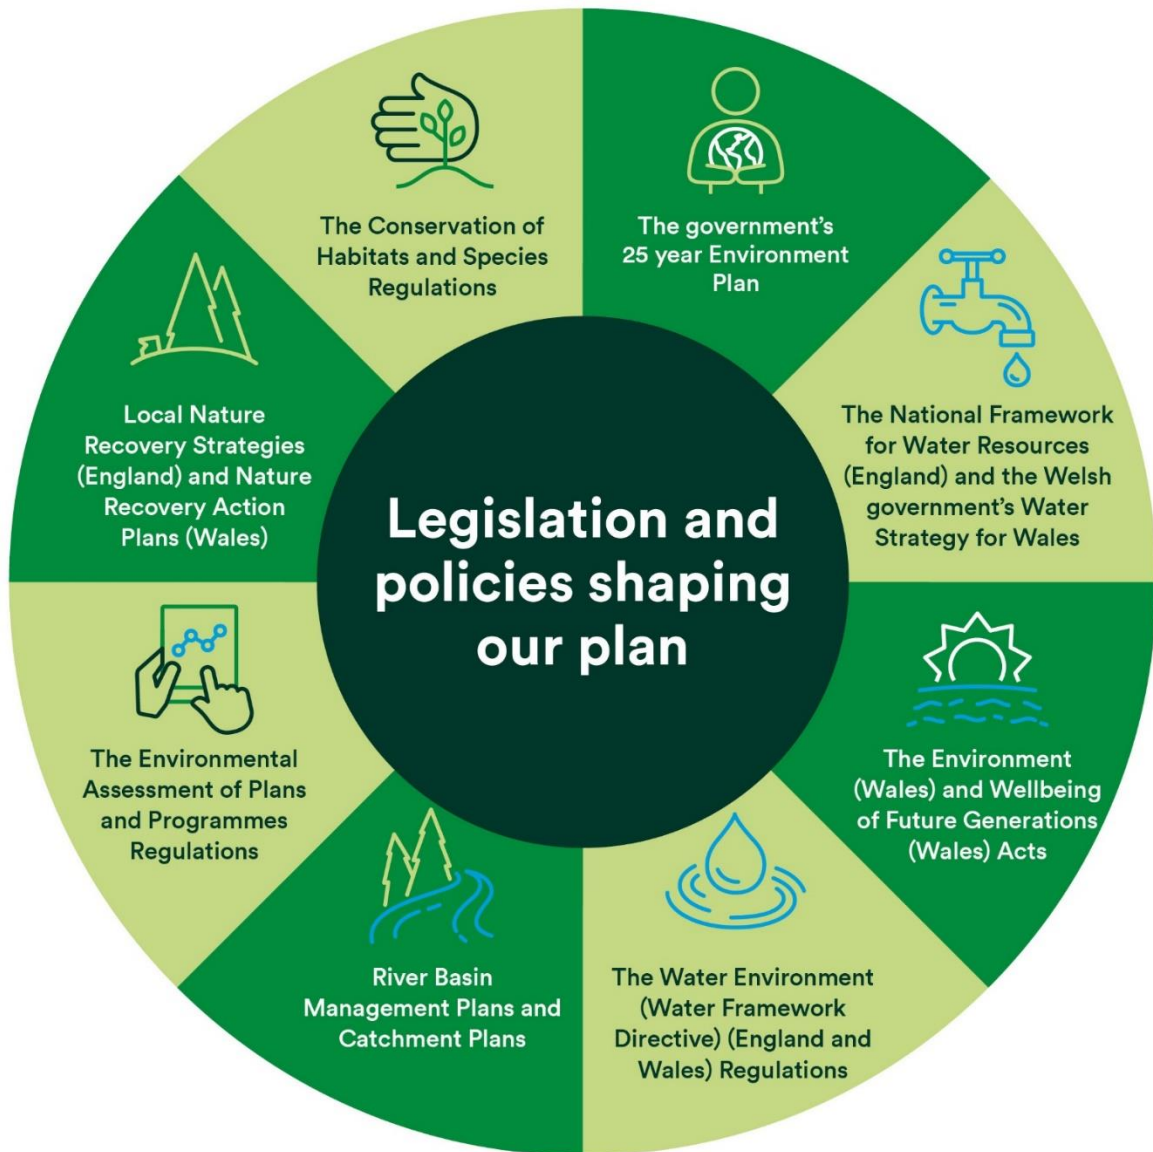 Legislation and
policies shaping
our plan
The government's
25 year Environment
Plan
The National Framework
for Water Resources
(England) and the Welsh
government's Water
Strategy for Wales
The Environment
(Wales) and Wellbeing
of Future Generations
(Wales) Acts
The Water Environment
(Water Framework
Directive) (England and
Wales) Regulations
River Basin
Management Plans and
Catchment Plans
The Environmental
Assessment of Plans
and Programmes
Regulations
Local Nature
Recovery Strategies
(England) and Nature
Recovery Action
Plans (Wales)
The Conservation of
Habitats and Species
Regulations